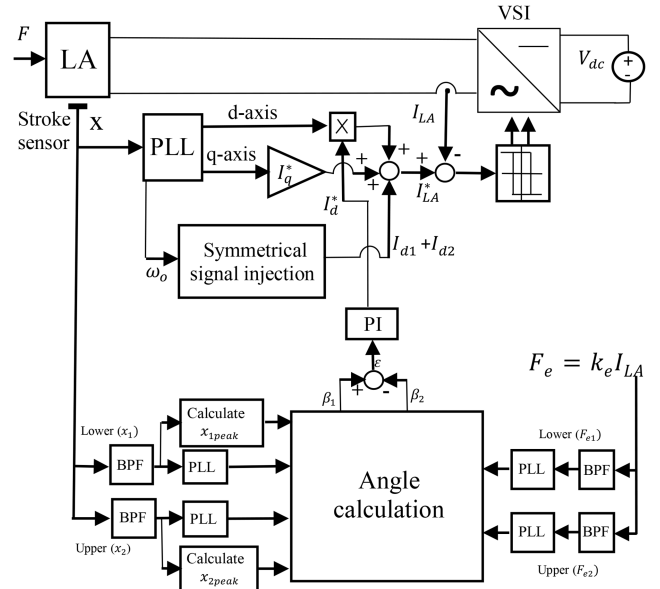 VSI
F
LA
V_dc
+
-
Stroke
sensor
X
d-axis
I_LA
PLL
X
q-axis
I_q^*
+
+
+
+
-
I_d^*
I_LA^*
ω_o
Symmetrical
signal injection
I_d1 + I_d2
PI
ε
+
-
F_e = k_e I_LA
β_1
β_2
Calculate
x_1peak
Lower (x_1)
BPF
PLL
Angle
calculation
Lower (F_e1)
PLL
BPF
BPF
PLL
PLL
BPF
Upper (x_2)
Calculate
x_2peak
Upper (F_e2)